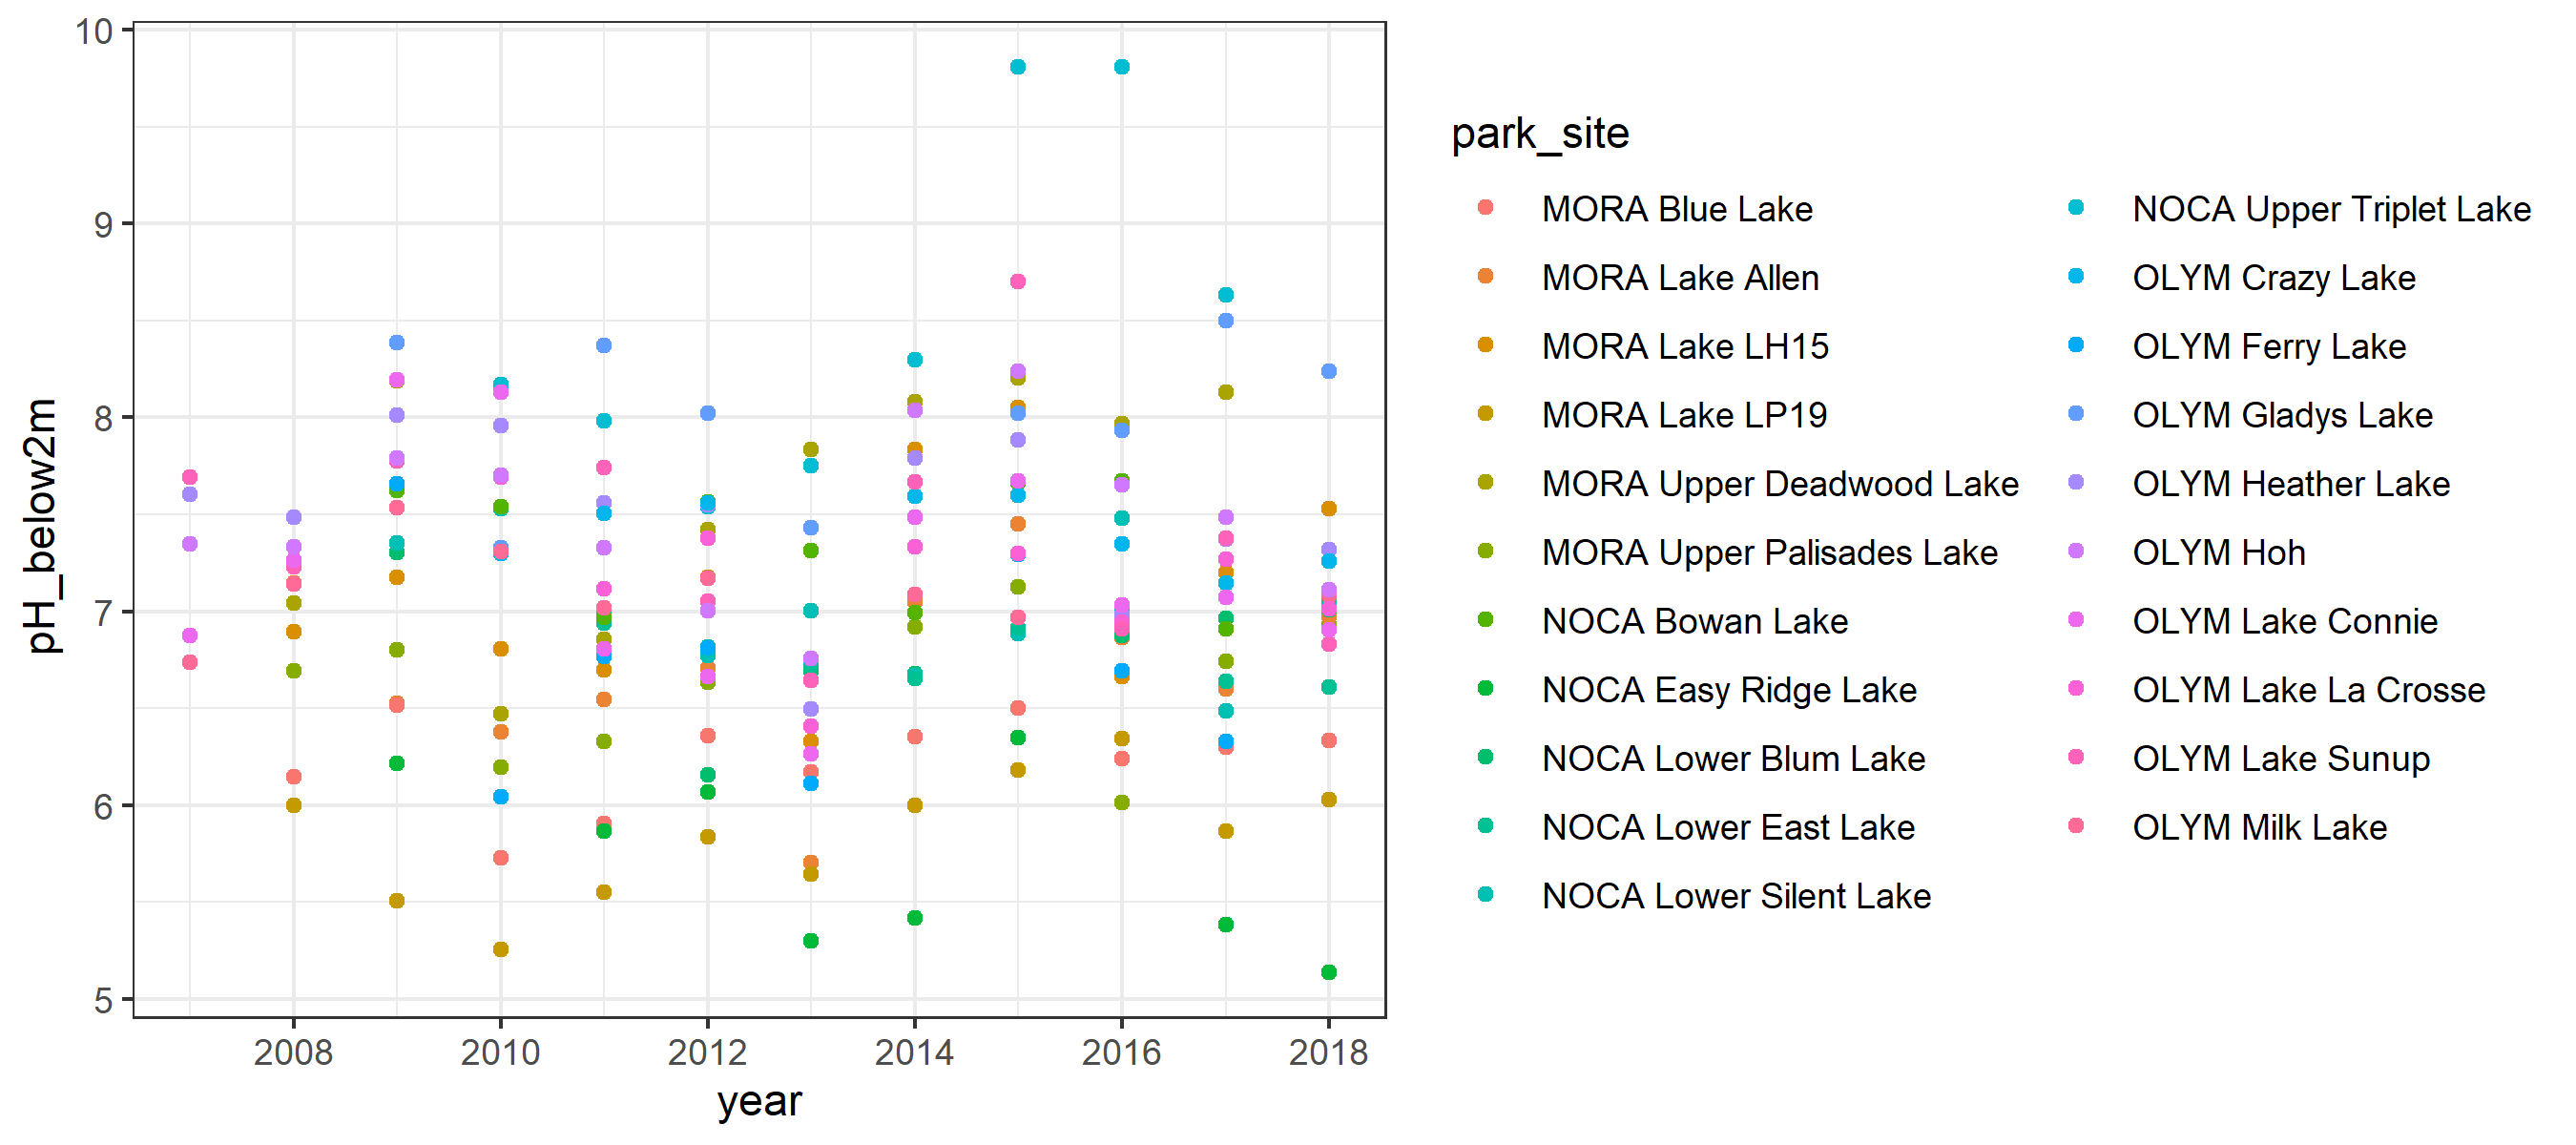 10
9
8
7
6
5
pH_below2m
2008
2010
2012
2014
2016
2018
year
park_site
MORA Blue Lake
MORA Lake Allen
MORA Lake LH15
MORA Lake LP19
MORA Upper Deadwood Lake
MORA Upper Palisades Lake
NOCA Bowan Lake
NOCA Easy Ridge Lake
NOCA Lower Blum Lake
NOCA Lower East Lake
NOCA Lower Silent Lake
NOCA Upper Triplet Lake
OLYM Crazy Lake
OLYM Ferry Lake
OLYM Gladys Lake
OLYM Heather Lake
OLYM Hoh
OLYM Lake Connie
OLYM Lake La Crosse
OLYM Lake Sunup
OLYM Milk Lake